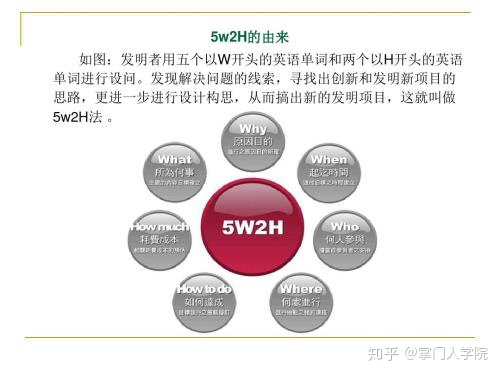 5w2H的由来
如图：发明者用五个以W开头的英语单词和两个以H开头的英语
单词进行设问。发现解决问题的线索，寻找出创新和发明新项目的
思路，更进一步进行设计构思，从而搞出新的发明项目，这就叫做
5w2H法 。
Why
原因目的
What
所為何事
When
起迄時間
How much
耗費成本
5W2H
Who
何人參與
How to do
如何達成
Where
何處進行
知乎 @掌门人学院